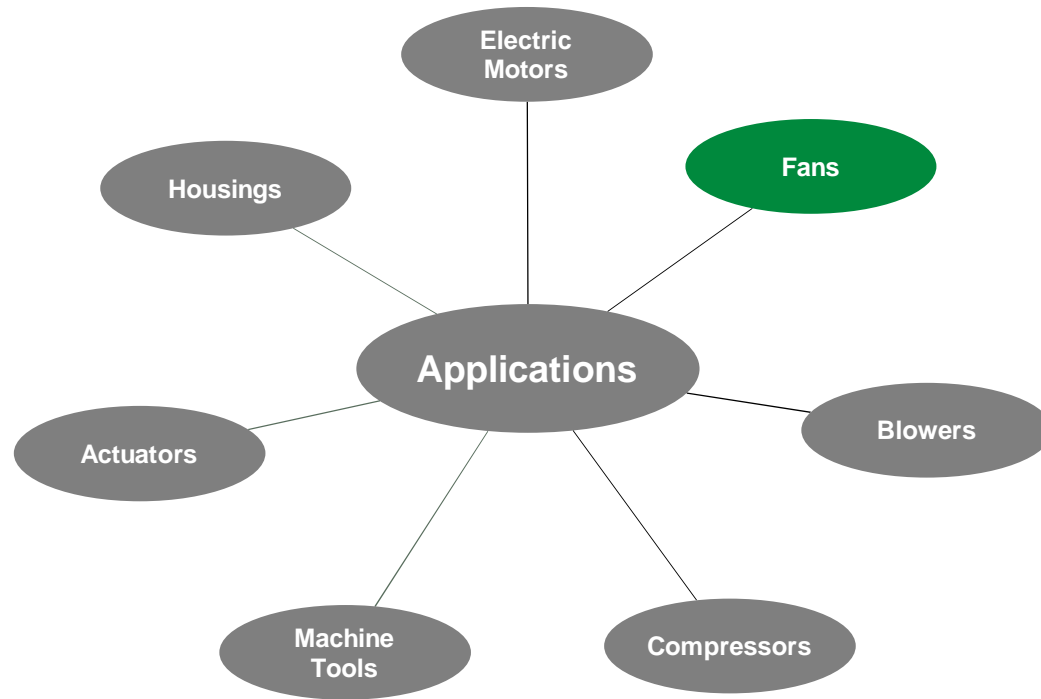 Electric
Motors
Fans
Housings
Applications
Blowers
Actuators
Machine
Tools
Compressors